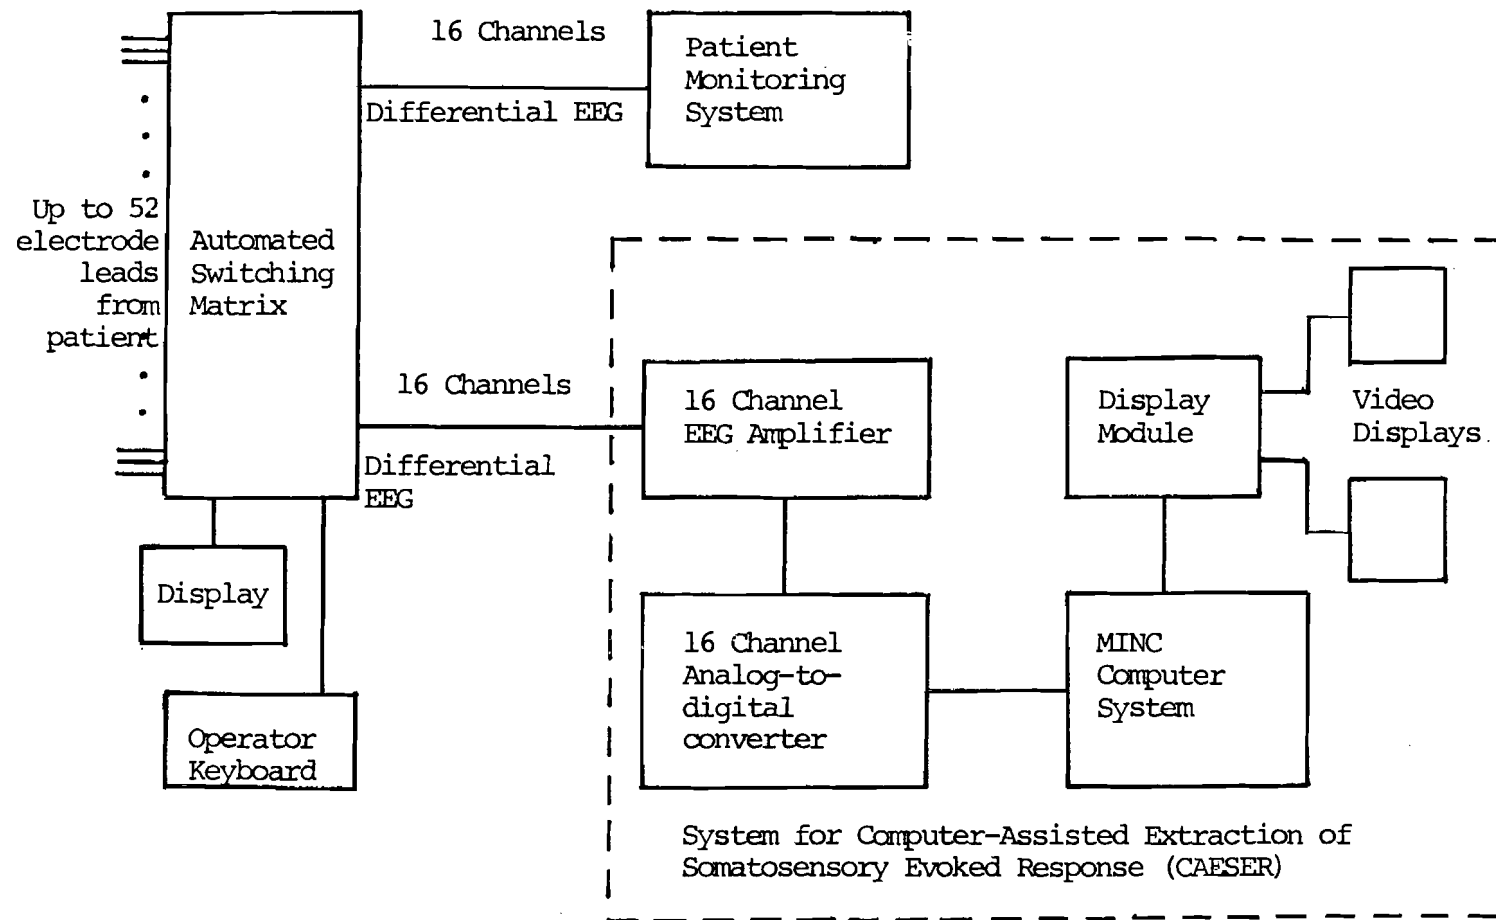 16 Channels
Differential EEG
Patient
Monitoring
System
Up to 52
electrode
leads
from
patient
Automated
Switching
Matrix
16 Channels
Differential
EEG
16 Channel
EEG Amplifier
Display
Module
Video
Displays
Display
Operator
Keyboard
16 Channel
Analog-to-
digital
converter
MINC
Computer
System
System for Computer-Assisted Extraction of
Somatosensory Evoked Response (CAESER)